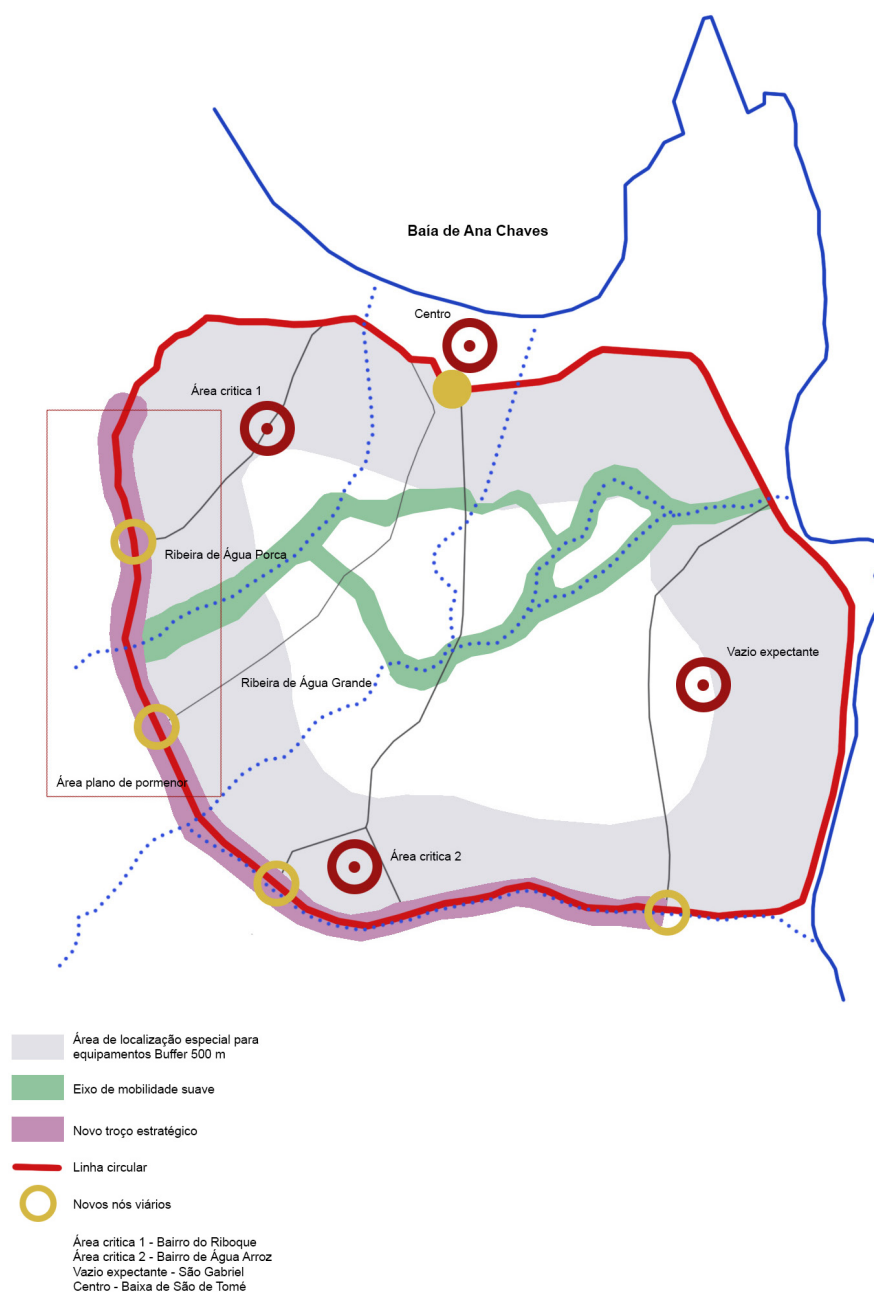 Baía de Ana Chaves
Centro
Área critica 1
Ribeira de Água Porca
Vazio expectante
Ribeira de Água Grande
Área plano de pormenor
Área critica 2
Área de localização especial para
equipamentos Buffer 500 m
Eixo de mobilidade suave
Novo troço estratégico
Linha circular
Novos nós viários
Área critica 1 - Bairro do Riboque
Área critica 2 - Bairro de Água Arroz
Vazio expectante - São Gabriel
Centro - Baixa de São de Tomé